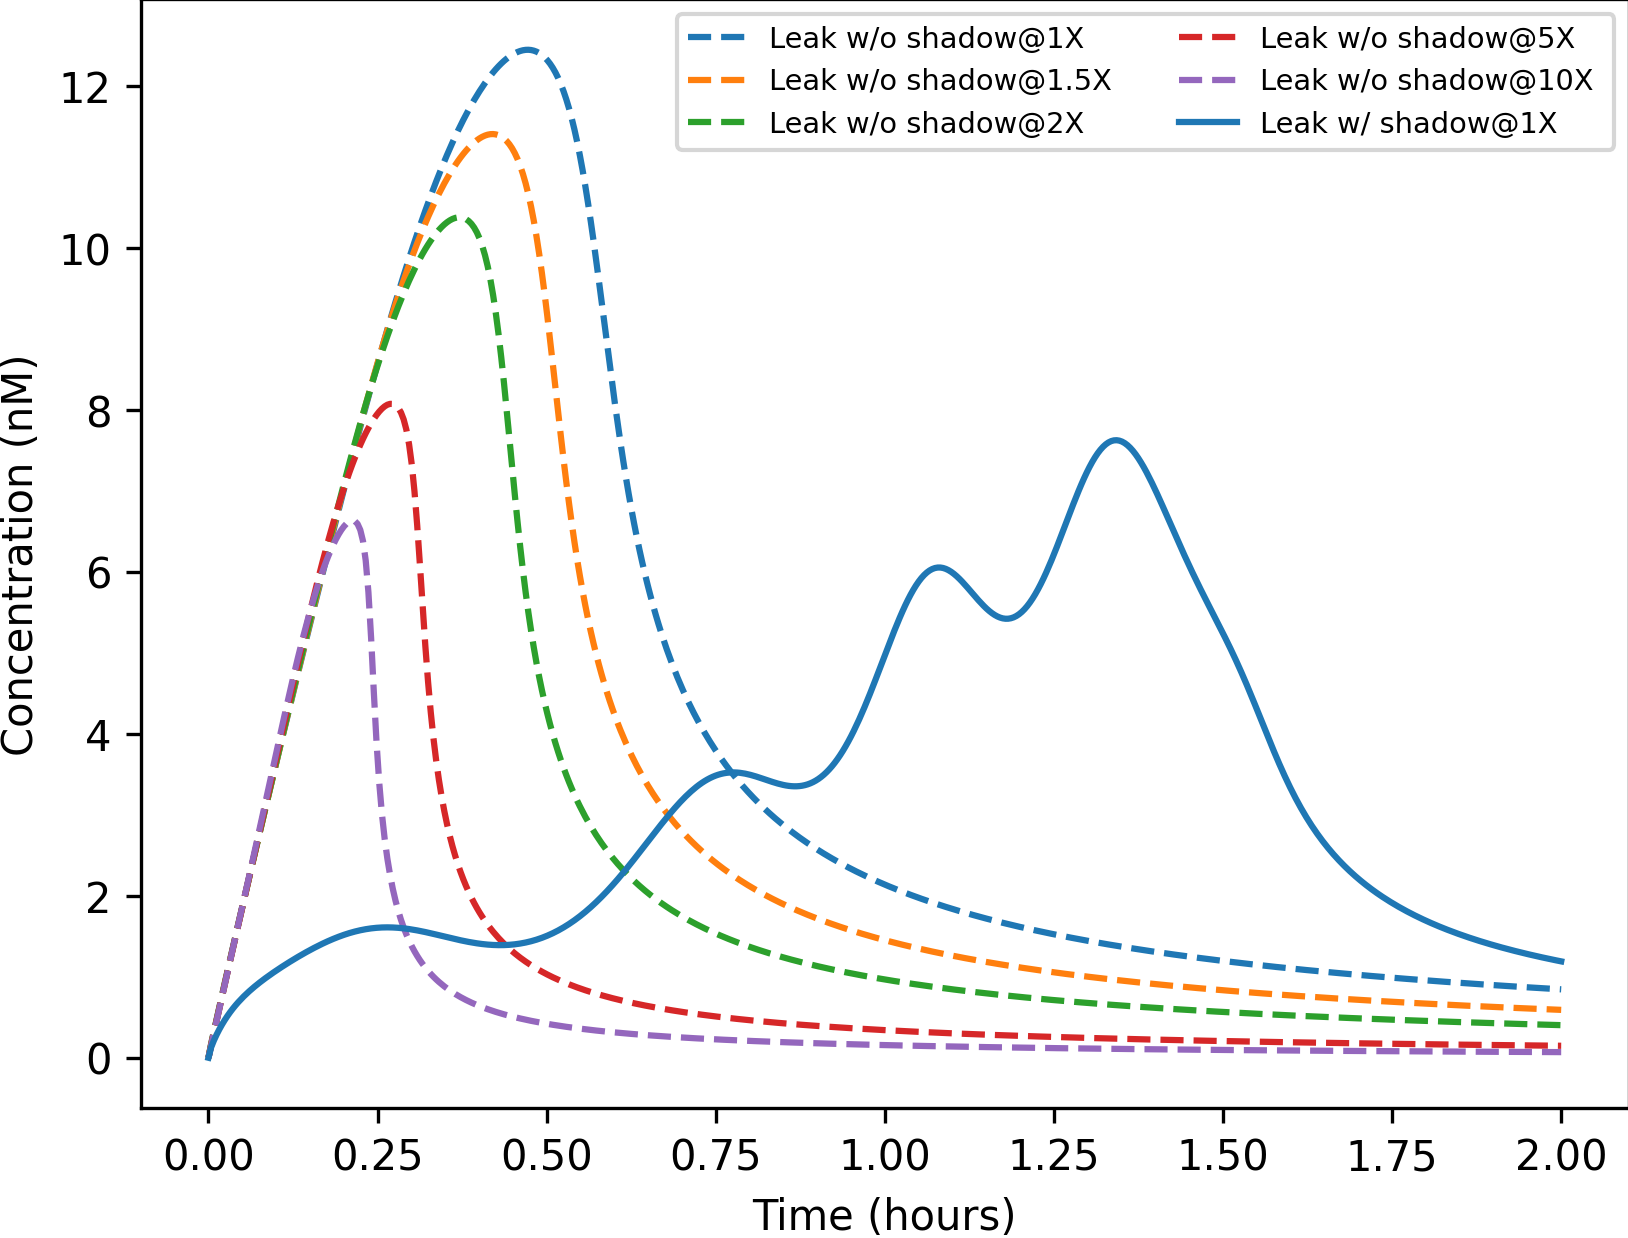 Leak w/o shadow@1X
Leak w/o shadow@1.5X
Leak w/o shadow@2X
Leak w/o shadow@5X
Leak w/o shadow@10X
Leak w/ shadow@1X
Concentration (nM)
12
10
8
6
4
2
0
0.00 0.25 0.50 0.75 1.00 1.25 1.50 1.75 2.00
Time (hours)